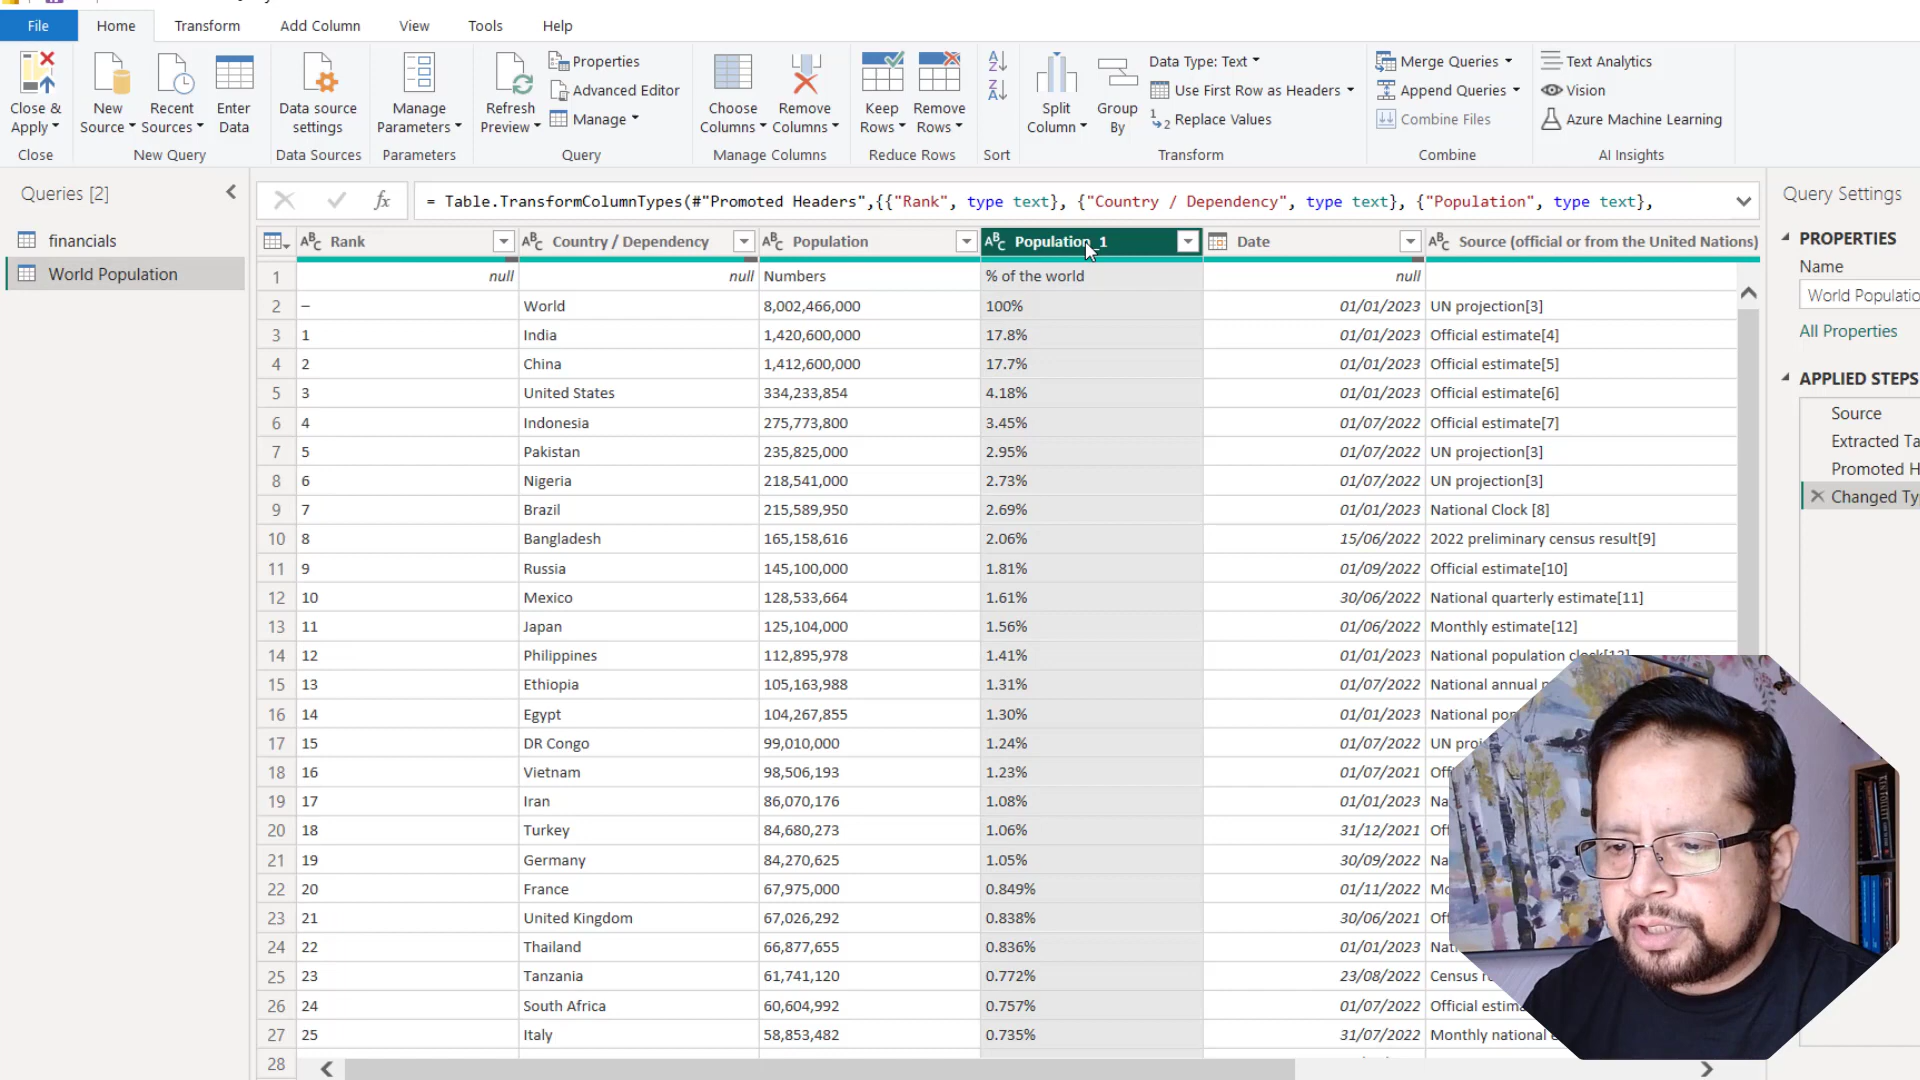 File Home Transform Add Column View Tools Help
Close & Apply New Source Recent Sources Enter Data Data source settings Manage Parameters Refresh Preview Properties Advanced Editor Manage Choose Columns Remove Columns Keep Rows Remove Rows Split Column Group By Data Type: Text Use First Row as Headers Replace Values Merge Queries Append Queries Combine Files Text Analytics Vision Azure Machine Learning
Close New Query Data Sources Parameters Query Manage Columns Reduce Rows Sort Transform Combine AI Insights
Queries [2]
financials
World Population
fx = Table.TransformColumnTypes(#"Promoted Headers",{{"Rank", type text}, {"Country / Dependency", type text}, {"Population", type text},
Rank Country / Dependency Population Population_1 Date Source (official or from the United Nations)
1 null null Numbers % of the world null
2 – World 8,002,466,000 100% 01/01/2023 UN projection[3]
3 1 India 1,420,600,000 17.8% 01/01/2023 Official estimate[4]
4 2 China 1,412,600,000 17.7% 01/01/2023 Official estimate[5]
5 3 United States 334,233,854 4.18% 01/01/2023 Official estimate[6]
6 4 Indonesia 275,773,800 3.45% 01/07/2022 Official estimate[7]
7 5 Pakistan 235,825,000 2.95% 01/07/2022 UN projection[3]
8 6 Nigeria 218,541,000 2.73% 01/07/2022 UN projection[3]
9 7 Brazil 215,589,950 2.69% 01/01/2023 National Clock [8]
10 8 Bangladesh 165,158,616 2.06% 15/06/2022 2022 preliminary census result[9]
11 9 Russia 145,100,000 1.81% 01/09/2022 Official estimate[10]
12 10 Mexico 128,533,664 1.61% 30/06/2022 National quarterly estimate[11]
13 11 Japan 125,104,000 1.56% 01/06/2022 Monthly estimate[12]
14 12 Philippines 112,895,978 1.41% 01/01/2023 National population
15 13 Ethiopia 105,163,988 1.31% 01/07/2022 National annual
16 14 Egypt 104,267,855 1.30% 01/01/2023 National
17 15 DR Congo 99,010,000 1.24% 01/07/2022 UN
18 16 Vietnam 98,506,193 1.23% 01/07/2021
19 17 Iran 86,070,176 1.08% 01/01/2023
20 18 Turkey 84,680,273 1.06% 31/12/2021
21 19 Germany 84,270,625 1.05% 30/09/2022
22 20 France 67,975,000 0.849% 01/11/2022
23 21 United Kingdom 67,026,292 0.838% 30/06/2021
24 22 Thailand 66,877,655 0.836% 01/01/2023
25 23 Tanzania 61,741,120 0.772% 23/08/2022 Census
26 24 South Africa 60,604,992 0.757% 01/07/2022 Official
27 25 Italy 58,853,482 0.735% 31/07/2022 Monthly national
28
Query Settings
PROPERTIES
Name
World Populatio
All Properties
APPLIED STEPS
Source
Extracted Ta
Promoted H
Changed Ty